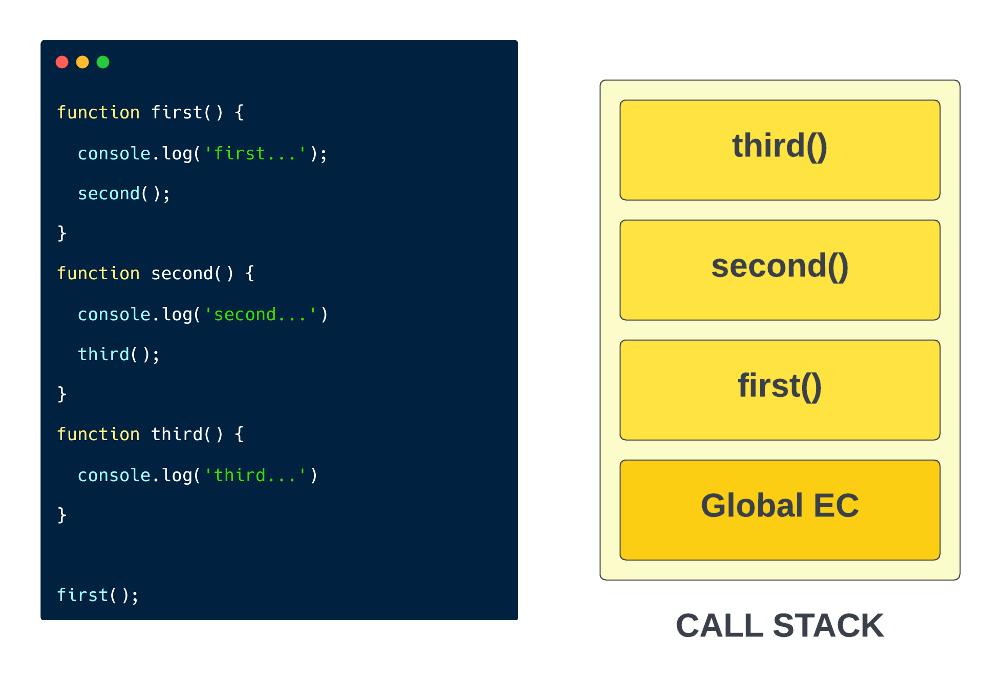 function first() {
  console.log('first...');
  second();
}
function second() {
  console.log('second...')
  third();
}
function third() {
  console.log('third...')
}
first();
third()
second()
first()
Global EC
CALL STACK